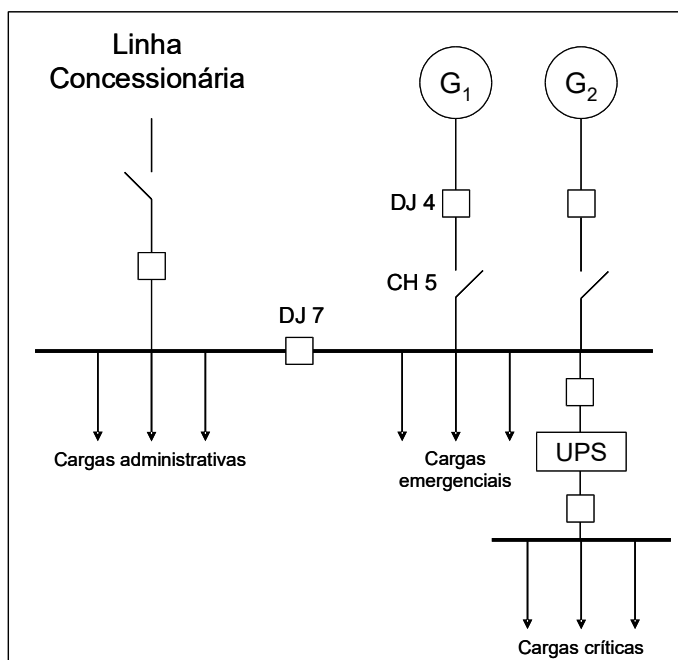 Linha
Concessionária
G1
G2
DJ 4
CH 5
DJ 7
Cargas administrativas
Cargas
emergenciais
UPS
Cargas críticas